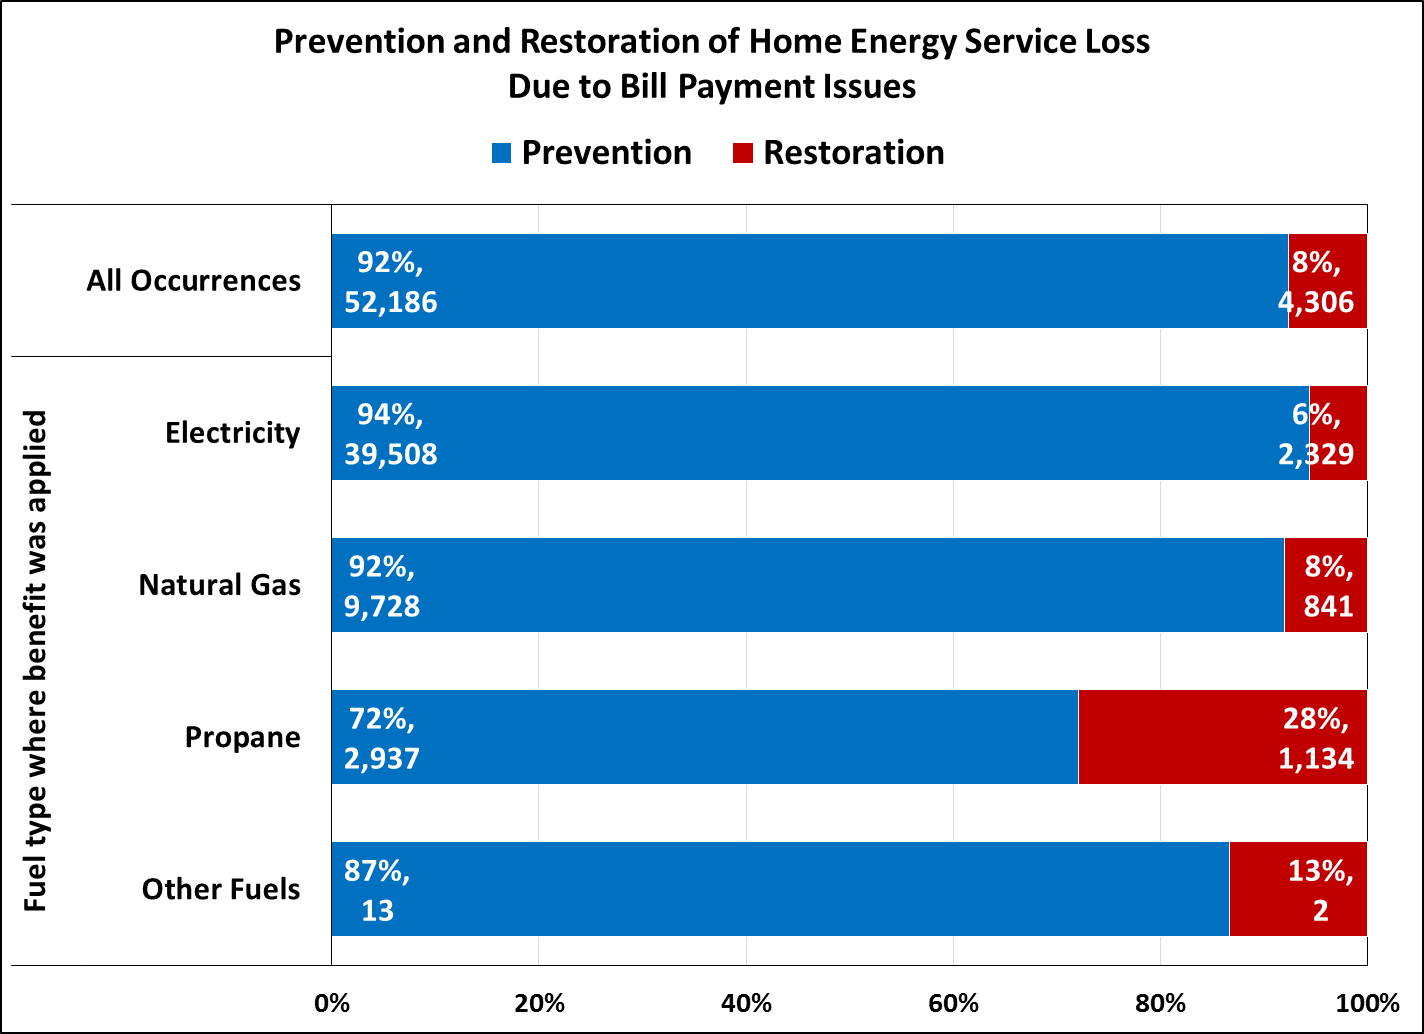 Prevention and Restoration of Home Energy Service Loss
Due to Bill Payment Issues
Prevention Restoration
All Occurrences
92%,
52,186
8%,
4,306
Fuel type where benefit was applied
Electricity
94%,
39,508
6%,
2,329
Natural Gas
92%,
9,728
8%,
841
Propane
72%,
2,937
28%,
1,134
Other Fuels
87%,
13
13%,
2
0% 20% 40% 60% 80% 100%